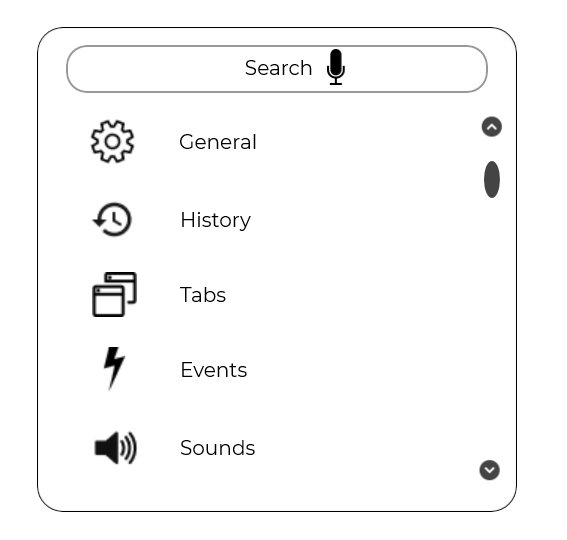 Search
General
History
Tabs
Events
Sounds